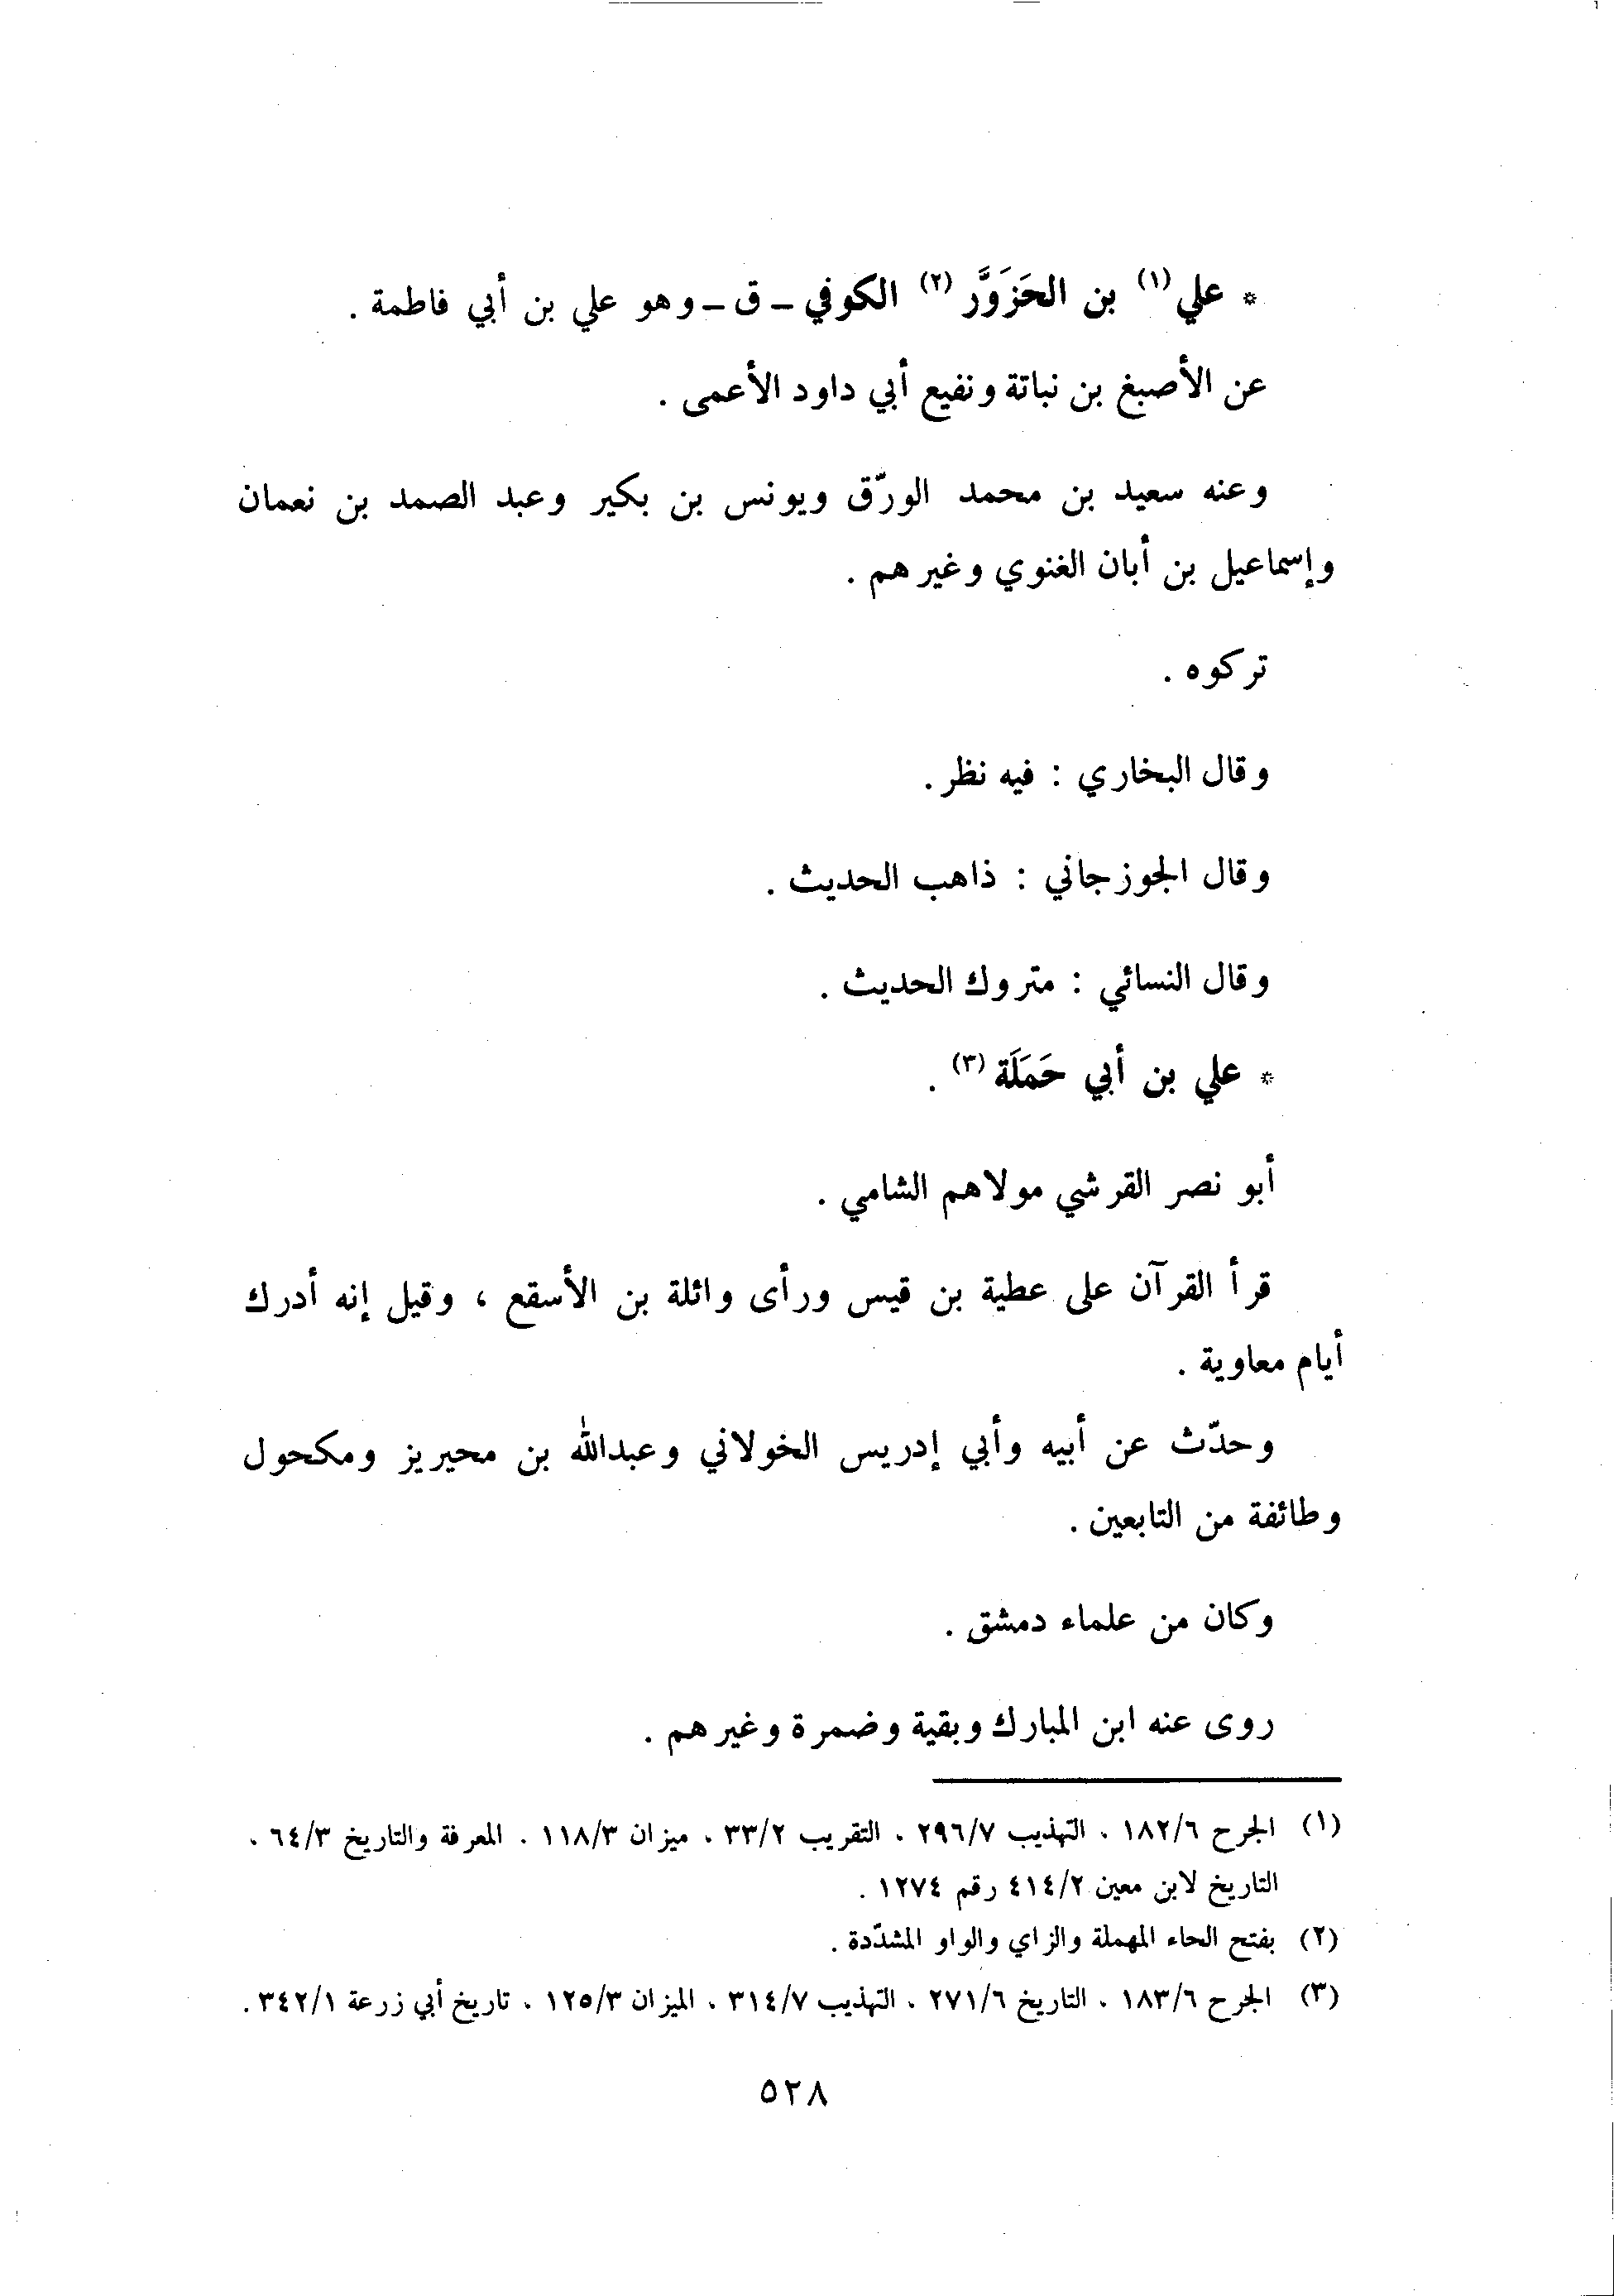 * علي (١) بن الحَزَوَّر (٢) الكوفي - ق - وهو علي بن أبي فاطمة .
عن الأصبغ بن نباتة ونفيع أبي داود الأعمى .
وعنه سعيد بن محمد الورّق ويونس بن بكير وعبد الصمد بن نعمان
وإسماعيل بن أبان الغنوي وغيرهم .
تركوه .
وقال البخاري : فيه نظر .
وقال الجوزجاني : ذاهب الحديث .
وقال النسائي : متروك الحديث .
* علي بن أبي حَمَلَة (٣) .
أبو نصر القرشي مولاهم الشامي .
قرأ القرآن على عطية بن قيس ورأى واثلة بن الأسقع ، وقيل إنه أدرك
أيام معاوية .
وحدّث عن أبيه وأبي إدريس الخولاني وعبدالله بن محيريز ومكحول
وطائفة من التابعين .
وكان من علماء دمشق .
روى عنه ابن المبارك وبقية وضمرة وغيرهم .
(١) الجرح ١٨٢/٦ . التهذيب ٢٩٦/٧ . التقريب ٣٣/٢ . ميزان ١١٨/٣ . المعرفة والتاريخ ٦٤/٣ .
التاريخ لابن معين ٤١٤/٢ رقم ١٢٧٤ .
(٢) بفتح الحاء المهملة والزاي والواو المشدّدة .
(٣) الجرح ١٨٣/٦ . التاريخ ٢٧١/٦ . التهذيب ٣١٤/٧ . الميزان ١٢٥/٣ . تاريخ أبي زرعة ٣٤٢/١ .
٥٢٨